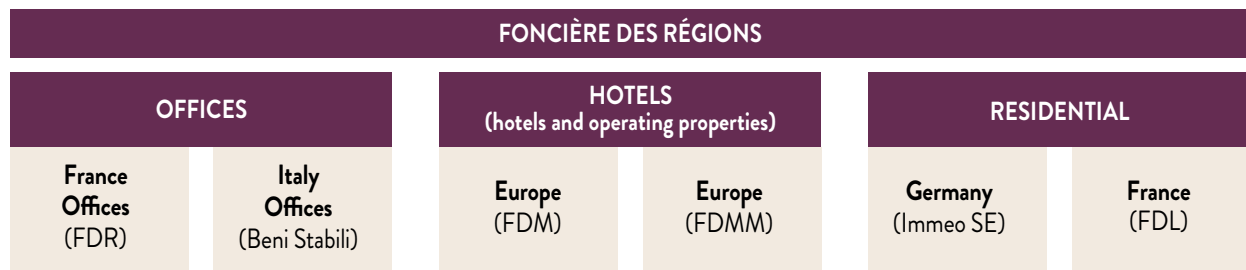 FONCIÈRE DES RÉGIONS
OFFICES
HOTELS
(hotels and operating properties)
RESIDENTIAL
France
Offices
(FDR)
Italy
Offices
(Beni Stabili)
Europe
(FDM)
Europe
(FDMM)
Germany
(Immeo SE)
France
(FDL)